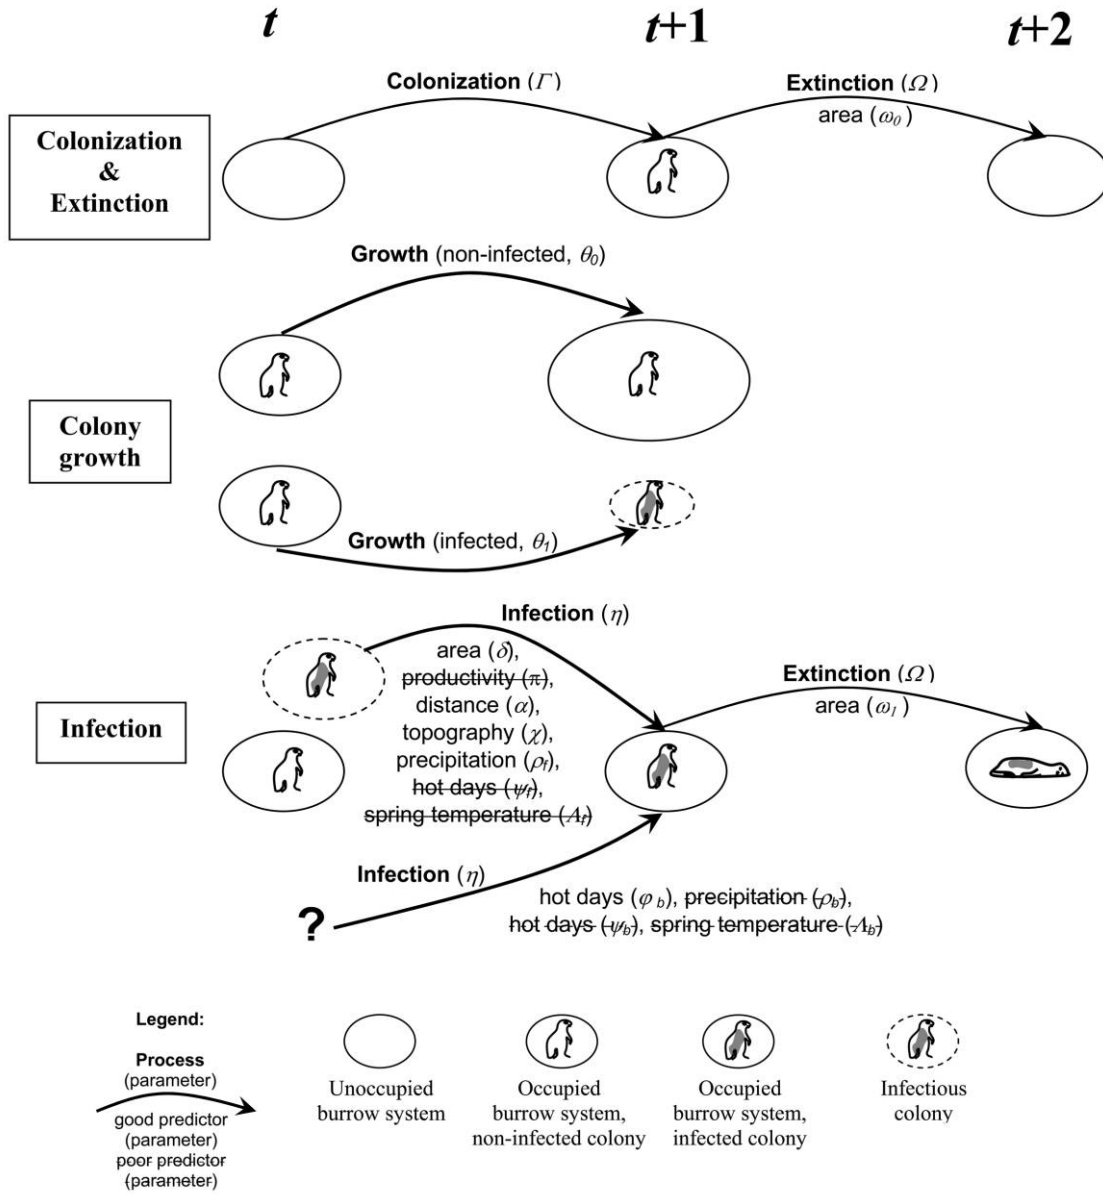 t
t+1
t+2
Colonization (Γ)
Extinction (Ω)
area (ω₀)
Colonization
&
Extinction
Growth (non-infected, θ₀)
Colony
growth
Growth (infected, θ₁)
Infection (η)
area (δ),
productivity (π),
distance (α),
topography (χ),
precipitation (ρf),
hot days (ψf),
spring temperature (Λf)
Extinction (Ω)
area (ω₁)
Infection
Infection (η)
?
hot days (φ b), precipitation (ρb),
hot days (ψb), spring temperature (Λb)
Legend:
Process
(parameter)
good predictor
(parameter)
poor predictor
(parameter)
Unoccupied
burrow system
Occupied
burrow system,
non-infected colony
Occupied
burrow system,
infected colony
Infectious
colony